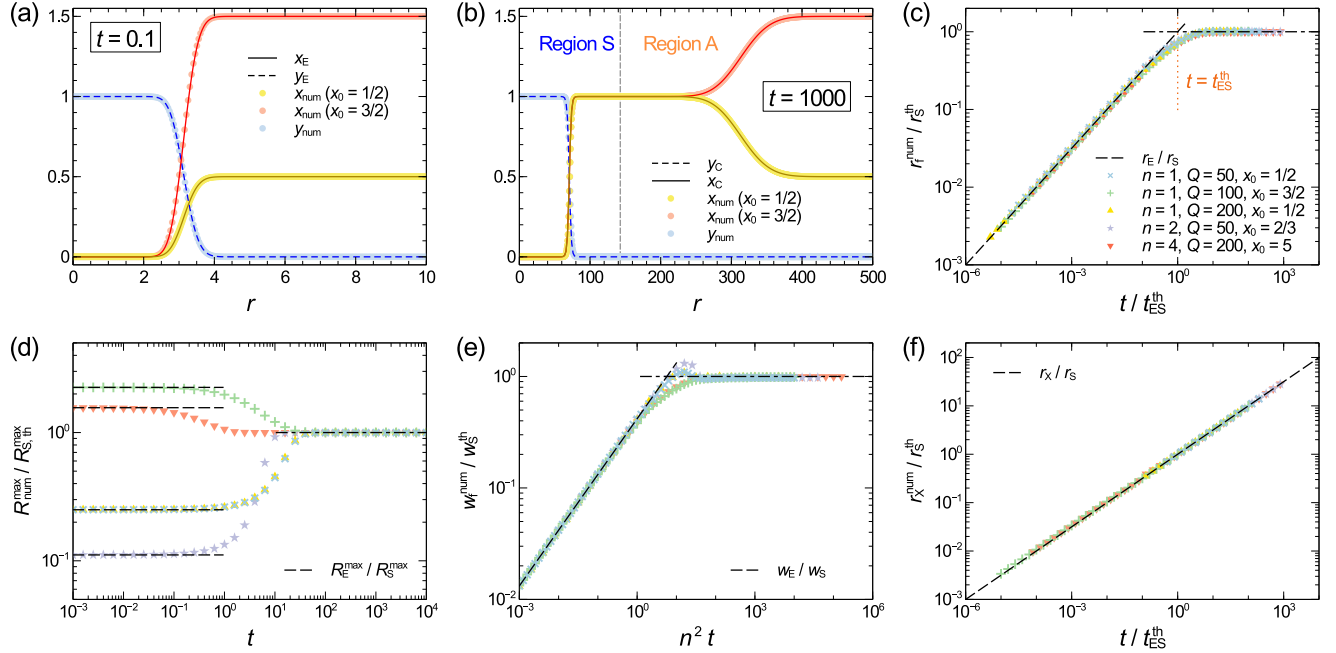 (a)
t = 0.1
x_E
y_E
x_num (x_0 = 1/2)
x_num (x_0 = 3/2)
y_num
1.5
1
0.5
0
0 2 4 6 8 10
r
(b)
Region S
Region A
t = 1000
y_C
x_C
x_num (x_0 = 1/2)
x_num (x_0 = 3/2)
y_num
1.5
1
0.5
0
0 100 200 300 400 500
r
(c)
r_f^num / r_S^th
10^0
10^-1
10^-2
10^-3
t = t_ES^th
r_E / r_S
n = 1, Q = 50, x_0 = 1/2
n = 1, Q = 100, x_0 = 3/2
n = 1, Q = 200, x_0 = 1/2
n = 2, Q = 50, x_0 = 2/3
n = 4, Q = 200, x_0 = 5
10^-6 10^-3 10^0 10^3
t / t_ES^th
(d)
R_num^max / R_S, th^max
10^0
10^-1
R_E^max / R_S^max
10^-3 10^-2 10^-1 10^0 10^1 10^2 10^3 10^4
t
(e)
w_f^num / w_S^th
10^0
10^-1
10^-2
w_E / w_S
10^-3 10^0 10^3 10^6
n^2 t
(f)
r_X^num / r_S^th
10^2
10^1
10^0
10^-1
10^-2
10^-3
r_X / r_S
10^-6 10^-3 10^0 10^3
t / t_ES^th